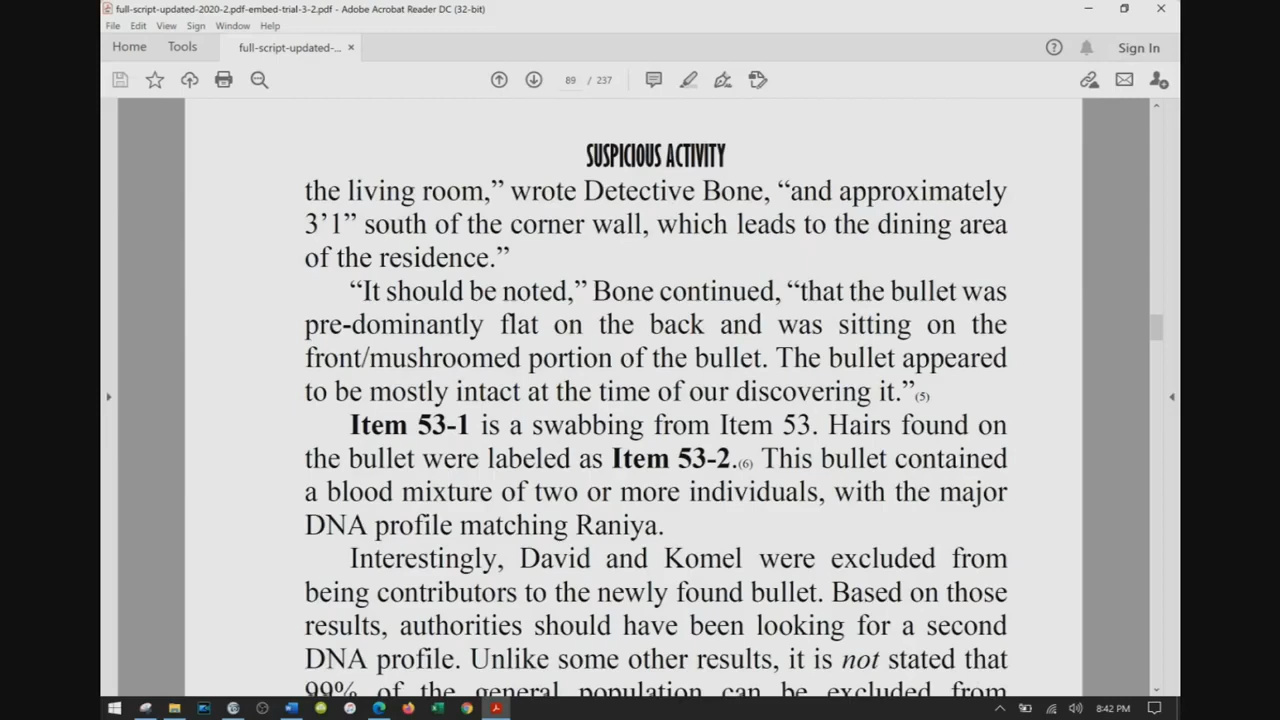 full-script-updated-2020-2.pdf-embed-trial-3-2.pdf - Adobe Acrobat Reader DC (32-bit)
File Edit View Sign Window Help
Home Tools full-script-updated-... × Sign In
89 / 237
SUSPICIOUS ACTIVITY
the living room,” wrote Detective Bone, “and approximately
3’1” south of the corner wall, which leads to the dining area
of the residence.”
“It should be noted,” Bone continued, “that the bullet was
pre-dominantly flat on the back and was sitting on the
front/mushroomed portion of the bullet. The bullet appeared
to be mostly intact at the time of our discovering it.”(5)
Item 53-1 is a swabbing from Item 53. Hairs found on
the bullet were labeled as Item 53-2.(6) This bullet contained
a blood mixture of two or more individuals, with the major
DNA profile matching Raniya.
Interestingly, David and Komel were excluded from
being contributors to the newly found bullet. Based on those
results, authorities should have been looking for a second
DNA profile. Unlike some other results, it is not stated that
99% of the general population can be excluded from
8:42 PM